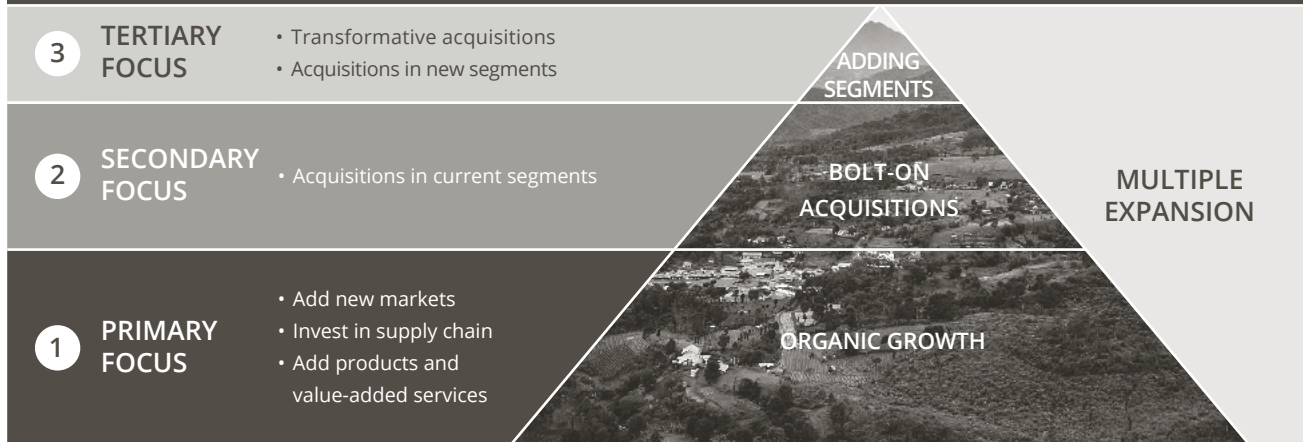 3
TERTIARY
FOCUS
• Transformative acquisitions
• Acquisitions in new segments
ADDING
SEGMENTS
2
SECONDARY
FOCUS
• Acquisitions in current segments
BOLT-ON
ACQUISITIONS
MULTIPLE
EXPANSION
1
PRIMARY
FOCUS
• Add new markets
• Invest in supply chain
• Add products and
value-added services
ORGANIC GROWTH